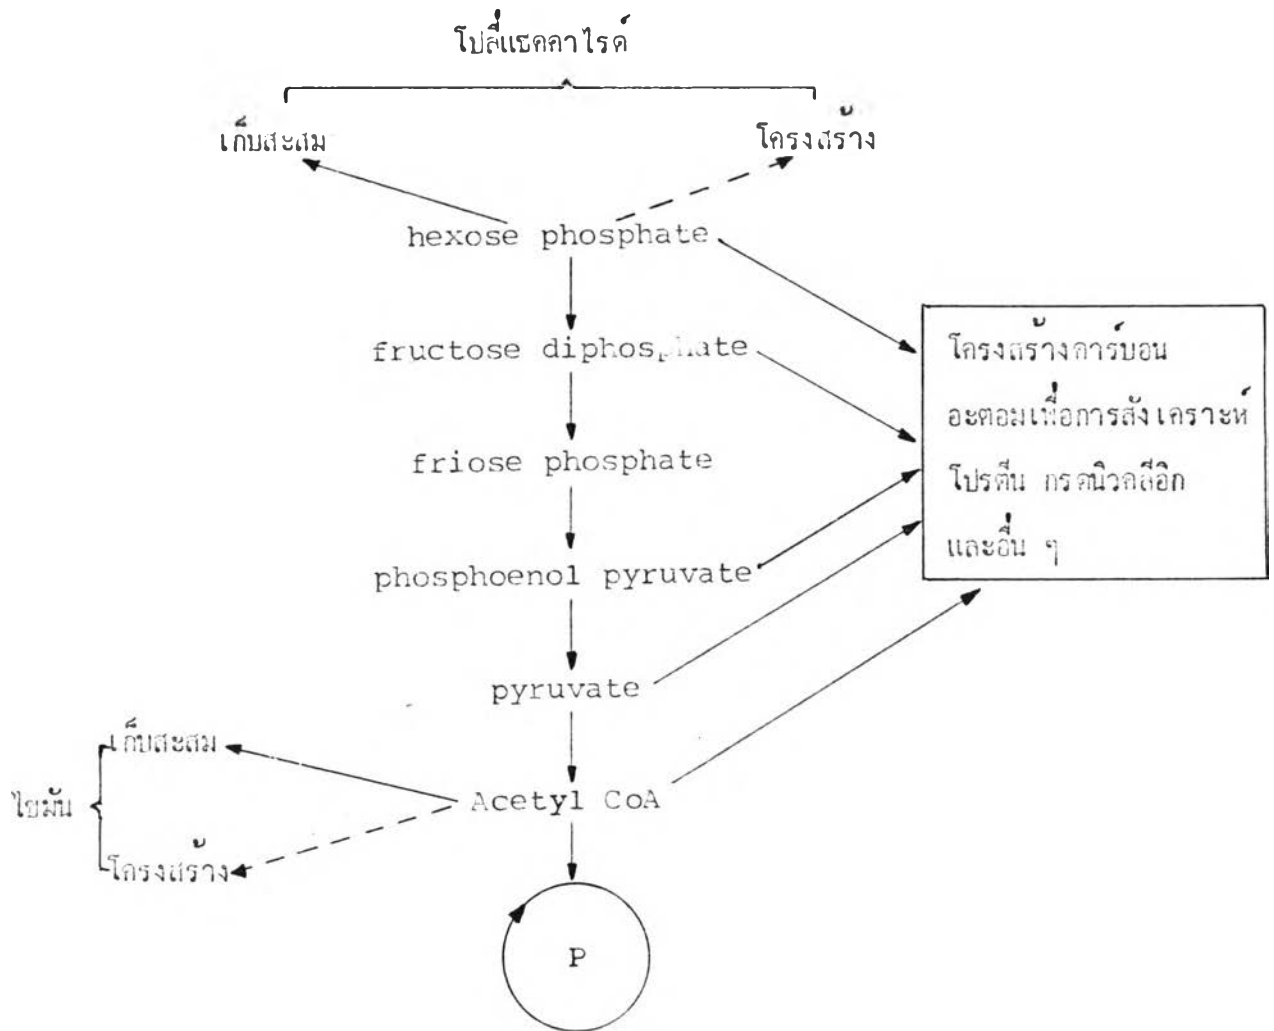 โปลี่แซคคาไรด์
เก็บสะสม
โครงสร้าง
hexose phosphate
fructose diphosphate
โครงสร้างคาร์บอน
อะตอมเพื่อการสังเคราะห์
โปรตีน กรดนิวคลีอิก
และอื่น ๆ
friose phosphate
phosphoenol pyruvate
pyruvate
เก็บสะสม
ไขมัน
Acetyl CoA
โครงสร้าง
P